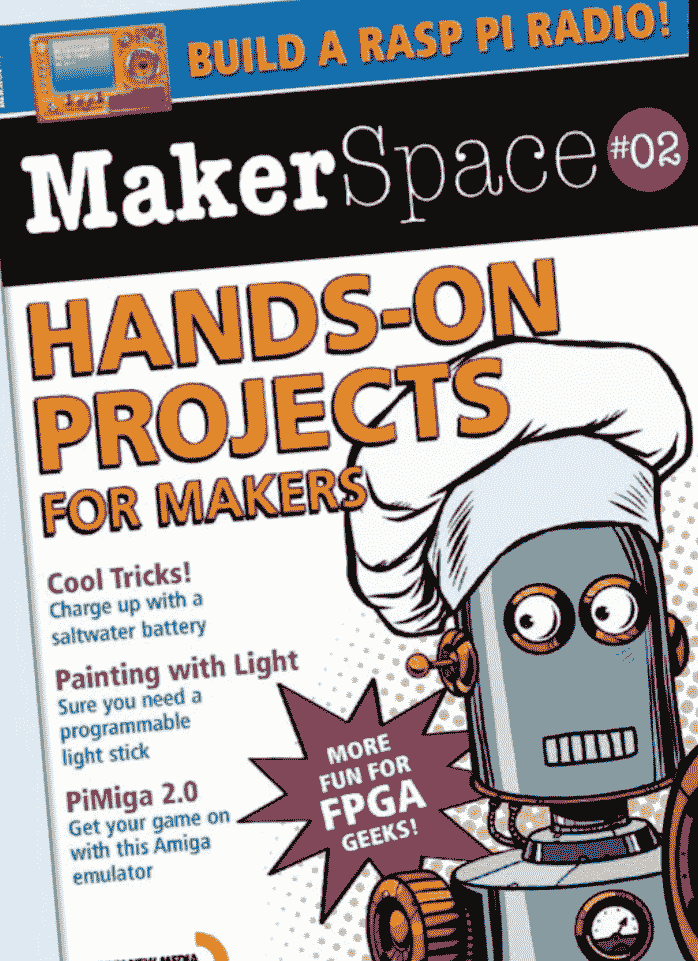 BUILD A RASP PI RADIO!
MakerSpace #02
HANDS-ON
PROJECTS
FOR MAKERS
Cool Tricks!
Charge up with a
saltwater battery
Painting with Light
Sure you need a
programmable
light stick
PiMiga 2.0
Get your game on
with this Amiga
emulator
MORE
FUN FOR
FPGA
GEEKS!
NEW MEDIA